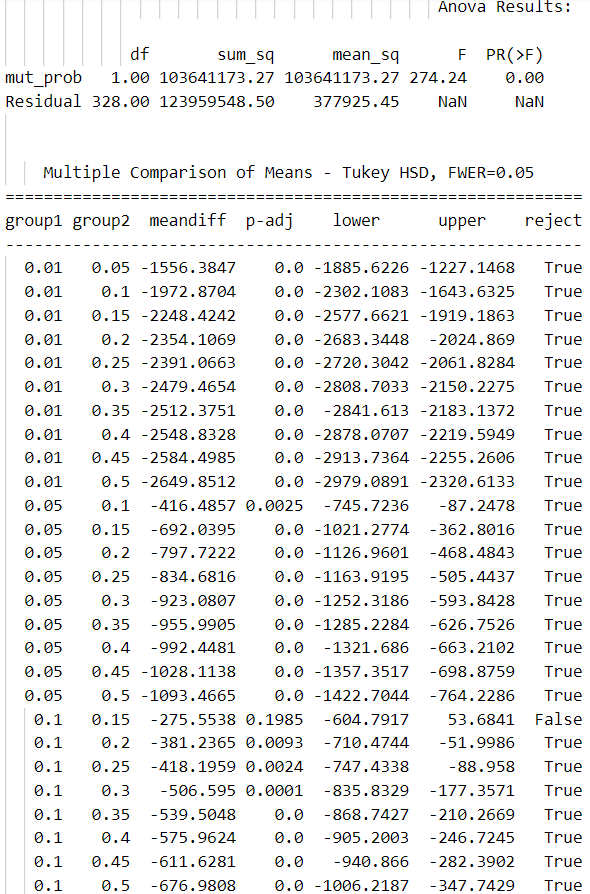 Anova Results:
df sum_sq mean_sq F PR(>F)
mut_prob 1.00 103641173.27 103641173.27 274.24 0.00
Residual 328.00 123959548.50 377925.45 NaN NaN
Multiple Comparison of Means - Tukey HSD, FWER=0.05
===========================================================
group1 group2 meandiff p-adj lower upper reject
-----------------------------------------------------------
0.01 0.05 -1556.3847 0.0 -1885.6226 -1227.1468 True
0.01 0.1 -1972.8704 0.0 -2302.1083 -1643.6325 True
0.01 0.15 -2248.4242 0.0 -2577.6621 -1919.1863 True
0.01 0.2 -2354.1069 0.0 -2683.3448 -2024.869 True
0.01 0.25 -2391.0663 0.0 -2720.3042 -2061.8284 True
0.01 0.3 -2479.4654 0.0 -2808.7033 -2150.2275 True
0.01 0.35 -2512.3751 0.0 -2841.613 -2183.1372 True
0.01 0.4 -2548.8328 0.0 -2878.0707 -2219.5949 True
0.01 0.45 -2584.4985 0.0 -2913.7364 -2255.2606 True
0.01 0.5 -2649.8512 0.0 -2979.0891 -2320.6133 True
0.05 0.1 -416.4857 0.0025 -745.7236 -87.2478 True
0.05 0.15 -692.0395 0.0 -1021.2774 -362.8016 True
0.05 0.2 -797.7222 0.0 -1126.9601 -468.4843 True
0.05 0.25 -834.6816 0.0 -1163.9195 -505.4437 True
0.05 0.3 -923.0807 0.0 -1252.3186 -593.8428 True
0.05 0.35 -955.9905 0.0 -1285.2284 -626.7526 True
0.05 0.4 -992.4481 0.0 -1321.686 -663.2102 True
0.05 0.45 -1028.1138 0.0 -1357.3517 -698.8759 True
0.05 0.5 -1093.4665 0.0 -1422.7044 -764.2286 True
0.1 0.15 -275.5538 0.1985 -604.7917 53.6841 False
0.1 0.2 -381.2365 0.0093 -710.4744 -51.9986 True
0.1 0.25 -418.1959 0.0024 -747.4338 -88.958 True
0.1 0.3 -506.595 0.0001 -835.8329 -177.3571 True
0.1 0.35 -539.5048 0.0 -868.7427 -210.2669 True
0.1 0.4 -575.9624 0.0 -905.2003 -246.7245 True
0.1 0.45 -611.6281 0.0 -940.866 -282.3902 True
0.1 0.5 -676.9808 0.0 -1006.2187 -347.7429 True